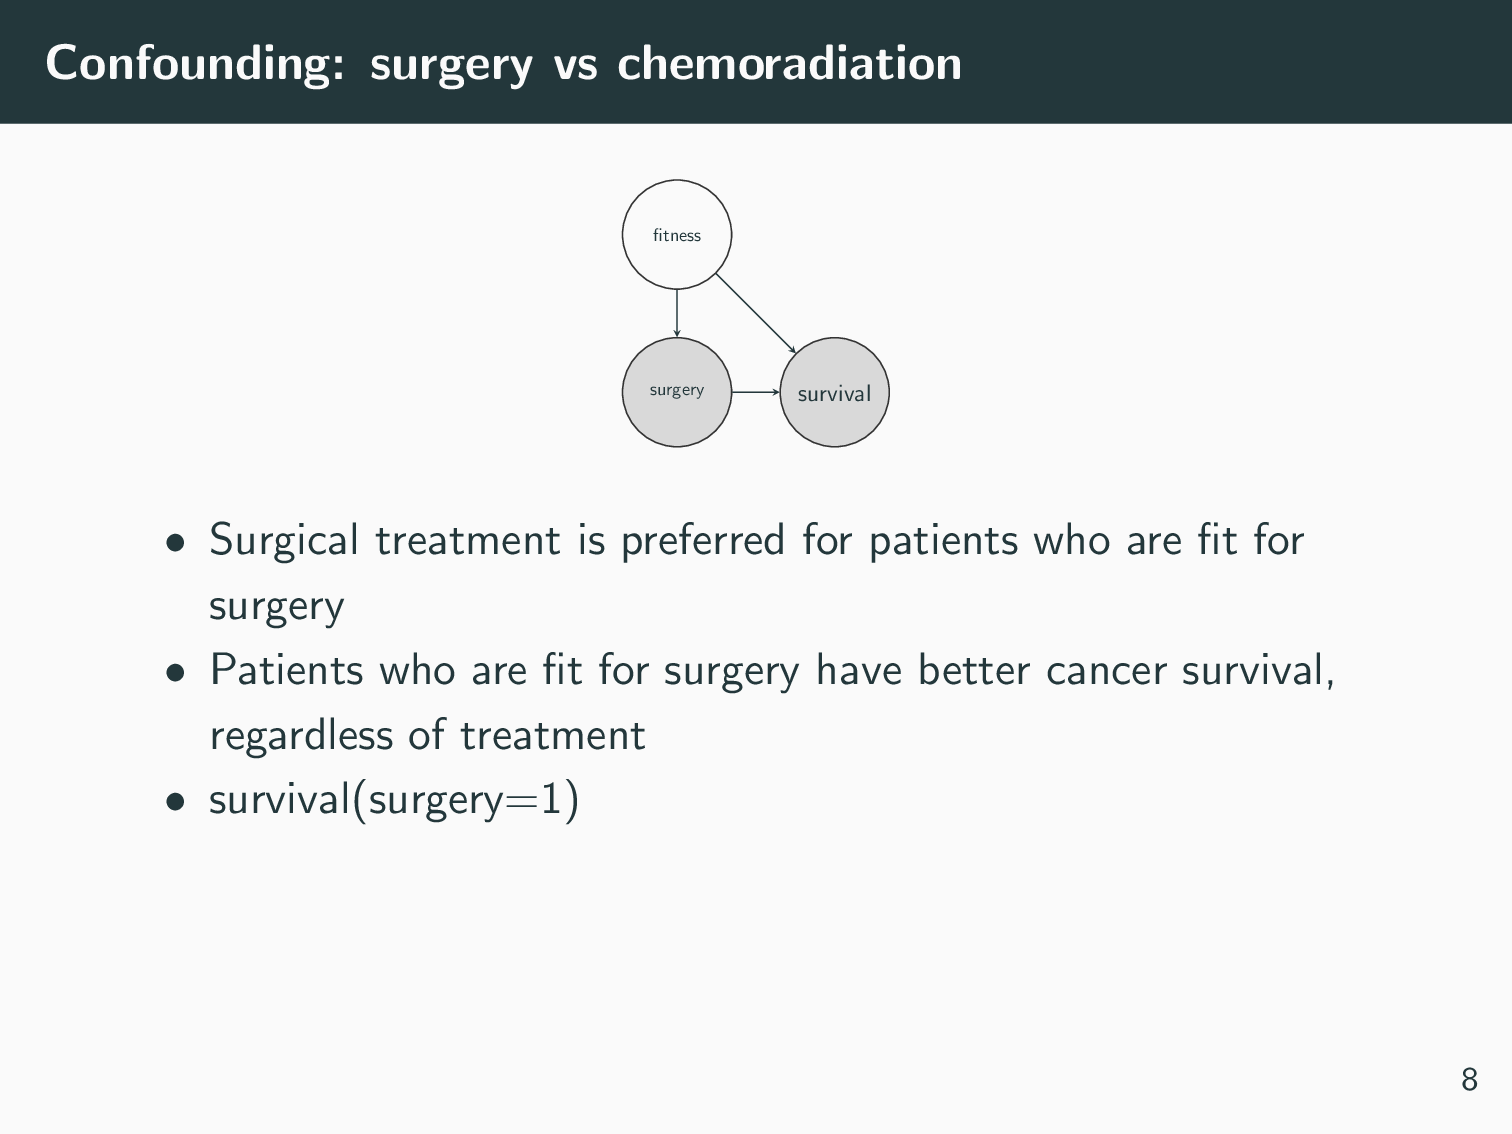 Confounding: surgery vs chemoradiation
fitness
surgery
survival
• Surgical treatment is preferred for patients who are fit for
surgery
• Patients who are fit for surgery have better cancer survival,
regardless of treatment
• survival(surgery=1)
8